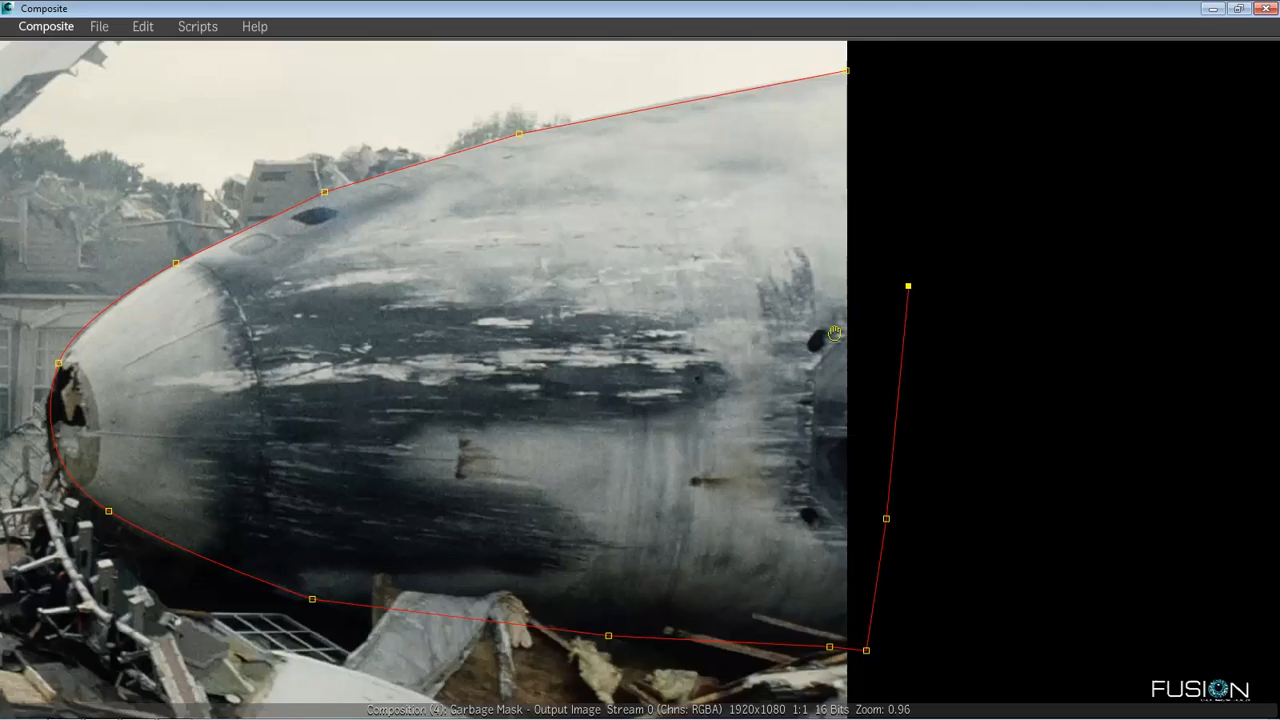 Composite
Composite File Edit Scripts Help
FUSION
Composition (4): Garbage Mask - Output Image Stream 0 (Chns: RGBA) 1920x1080 1:1 16 Bits Zoom: 0.96